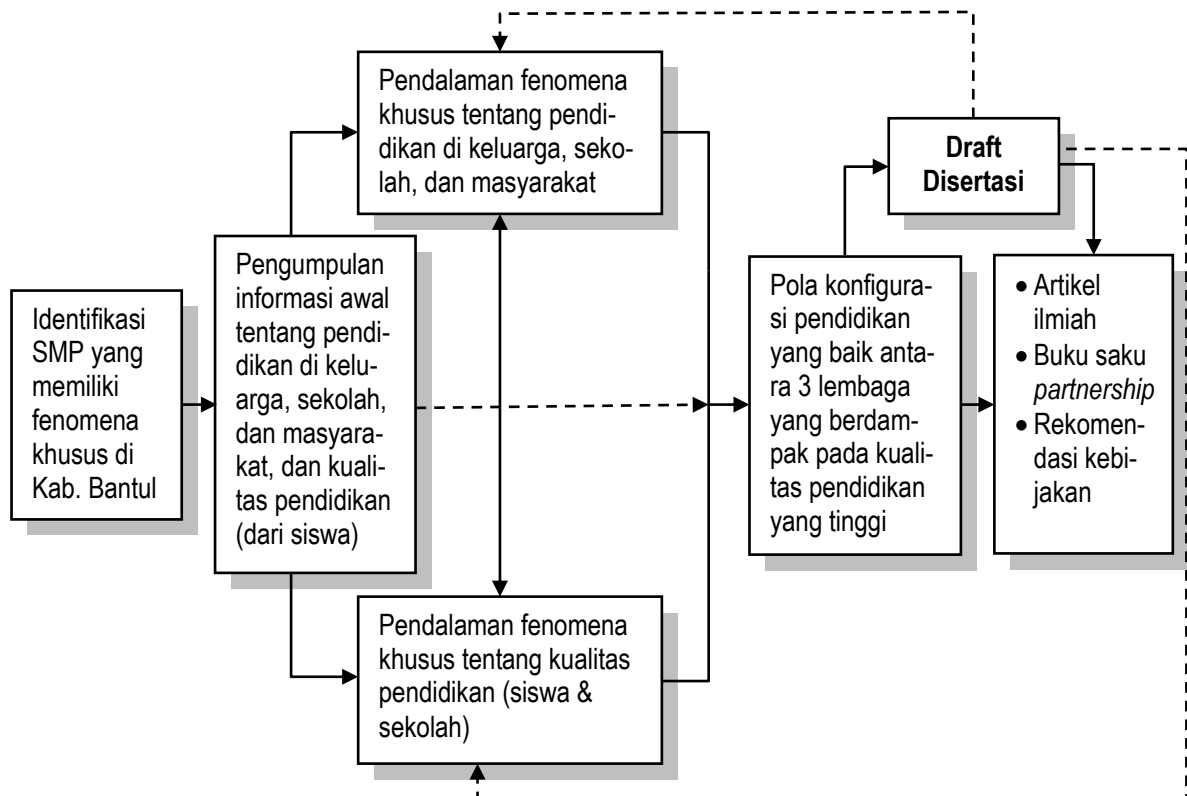 Identifikasi
SMP yang
memiliki
fenomena
khusus di
Kab. Bantul
Pengumpulan
informasi awal
tentang pendi-
dikan di kelu-
arga, sekolah,
dan masyara-
kat, dan kuali-
tas pendidikan
(dari siswa)
Pendalaman fenomena
khusus tentang pendi-
dikan di keluarga, seko-
lah, dan masyarakat
Pendalaman fenomena
khusus tentang kualitas
pendidikan (siswa &
sekolah)
Pola konfigura-
si pendidikan
yang baik anta-
ra 3 lembaga
yang berdam-
pak pada kuali-
tas pendidikan
yang tinggi
Draft
Disertasi
• Artikel
ilmiah
• Buku saku
partnership
• Rekomen-
dasi kebi-
jakan